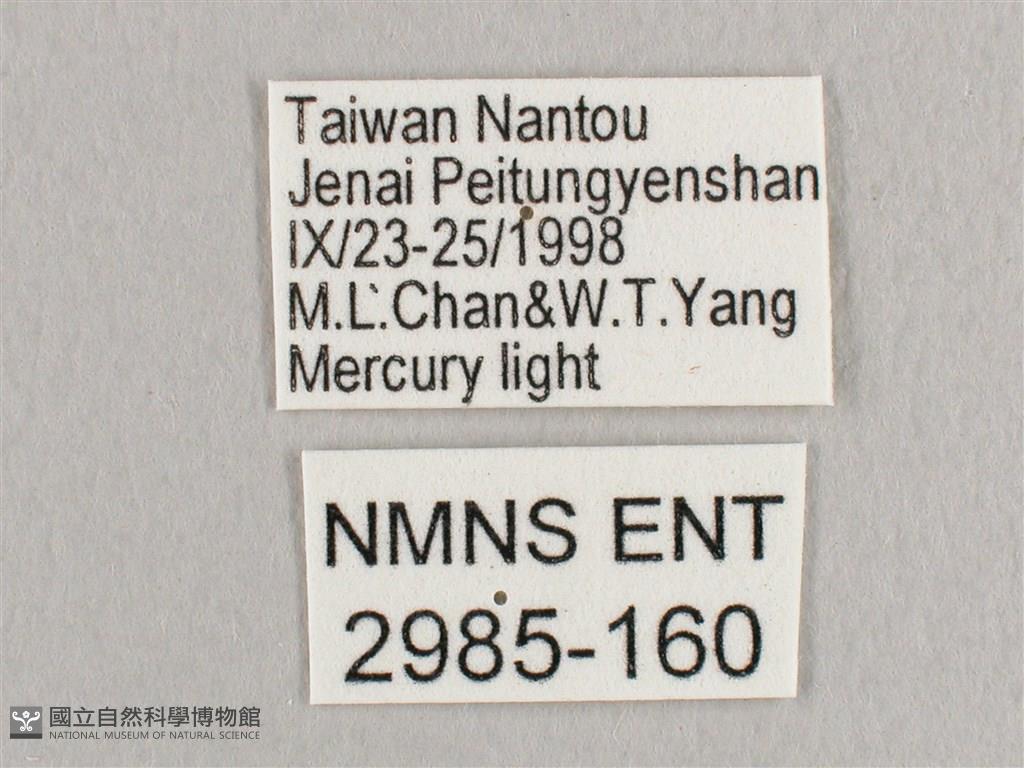 Taiwan Nantou
Jenai Peitungyenshan
IX/23-25/1998
M.L.Chan&W.T.Yang
Mercury light
NMNS ENT
2985-160
國立自然科學博物館
NATIONAL MUSEUM OF NATURAL SCIENCE